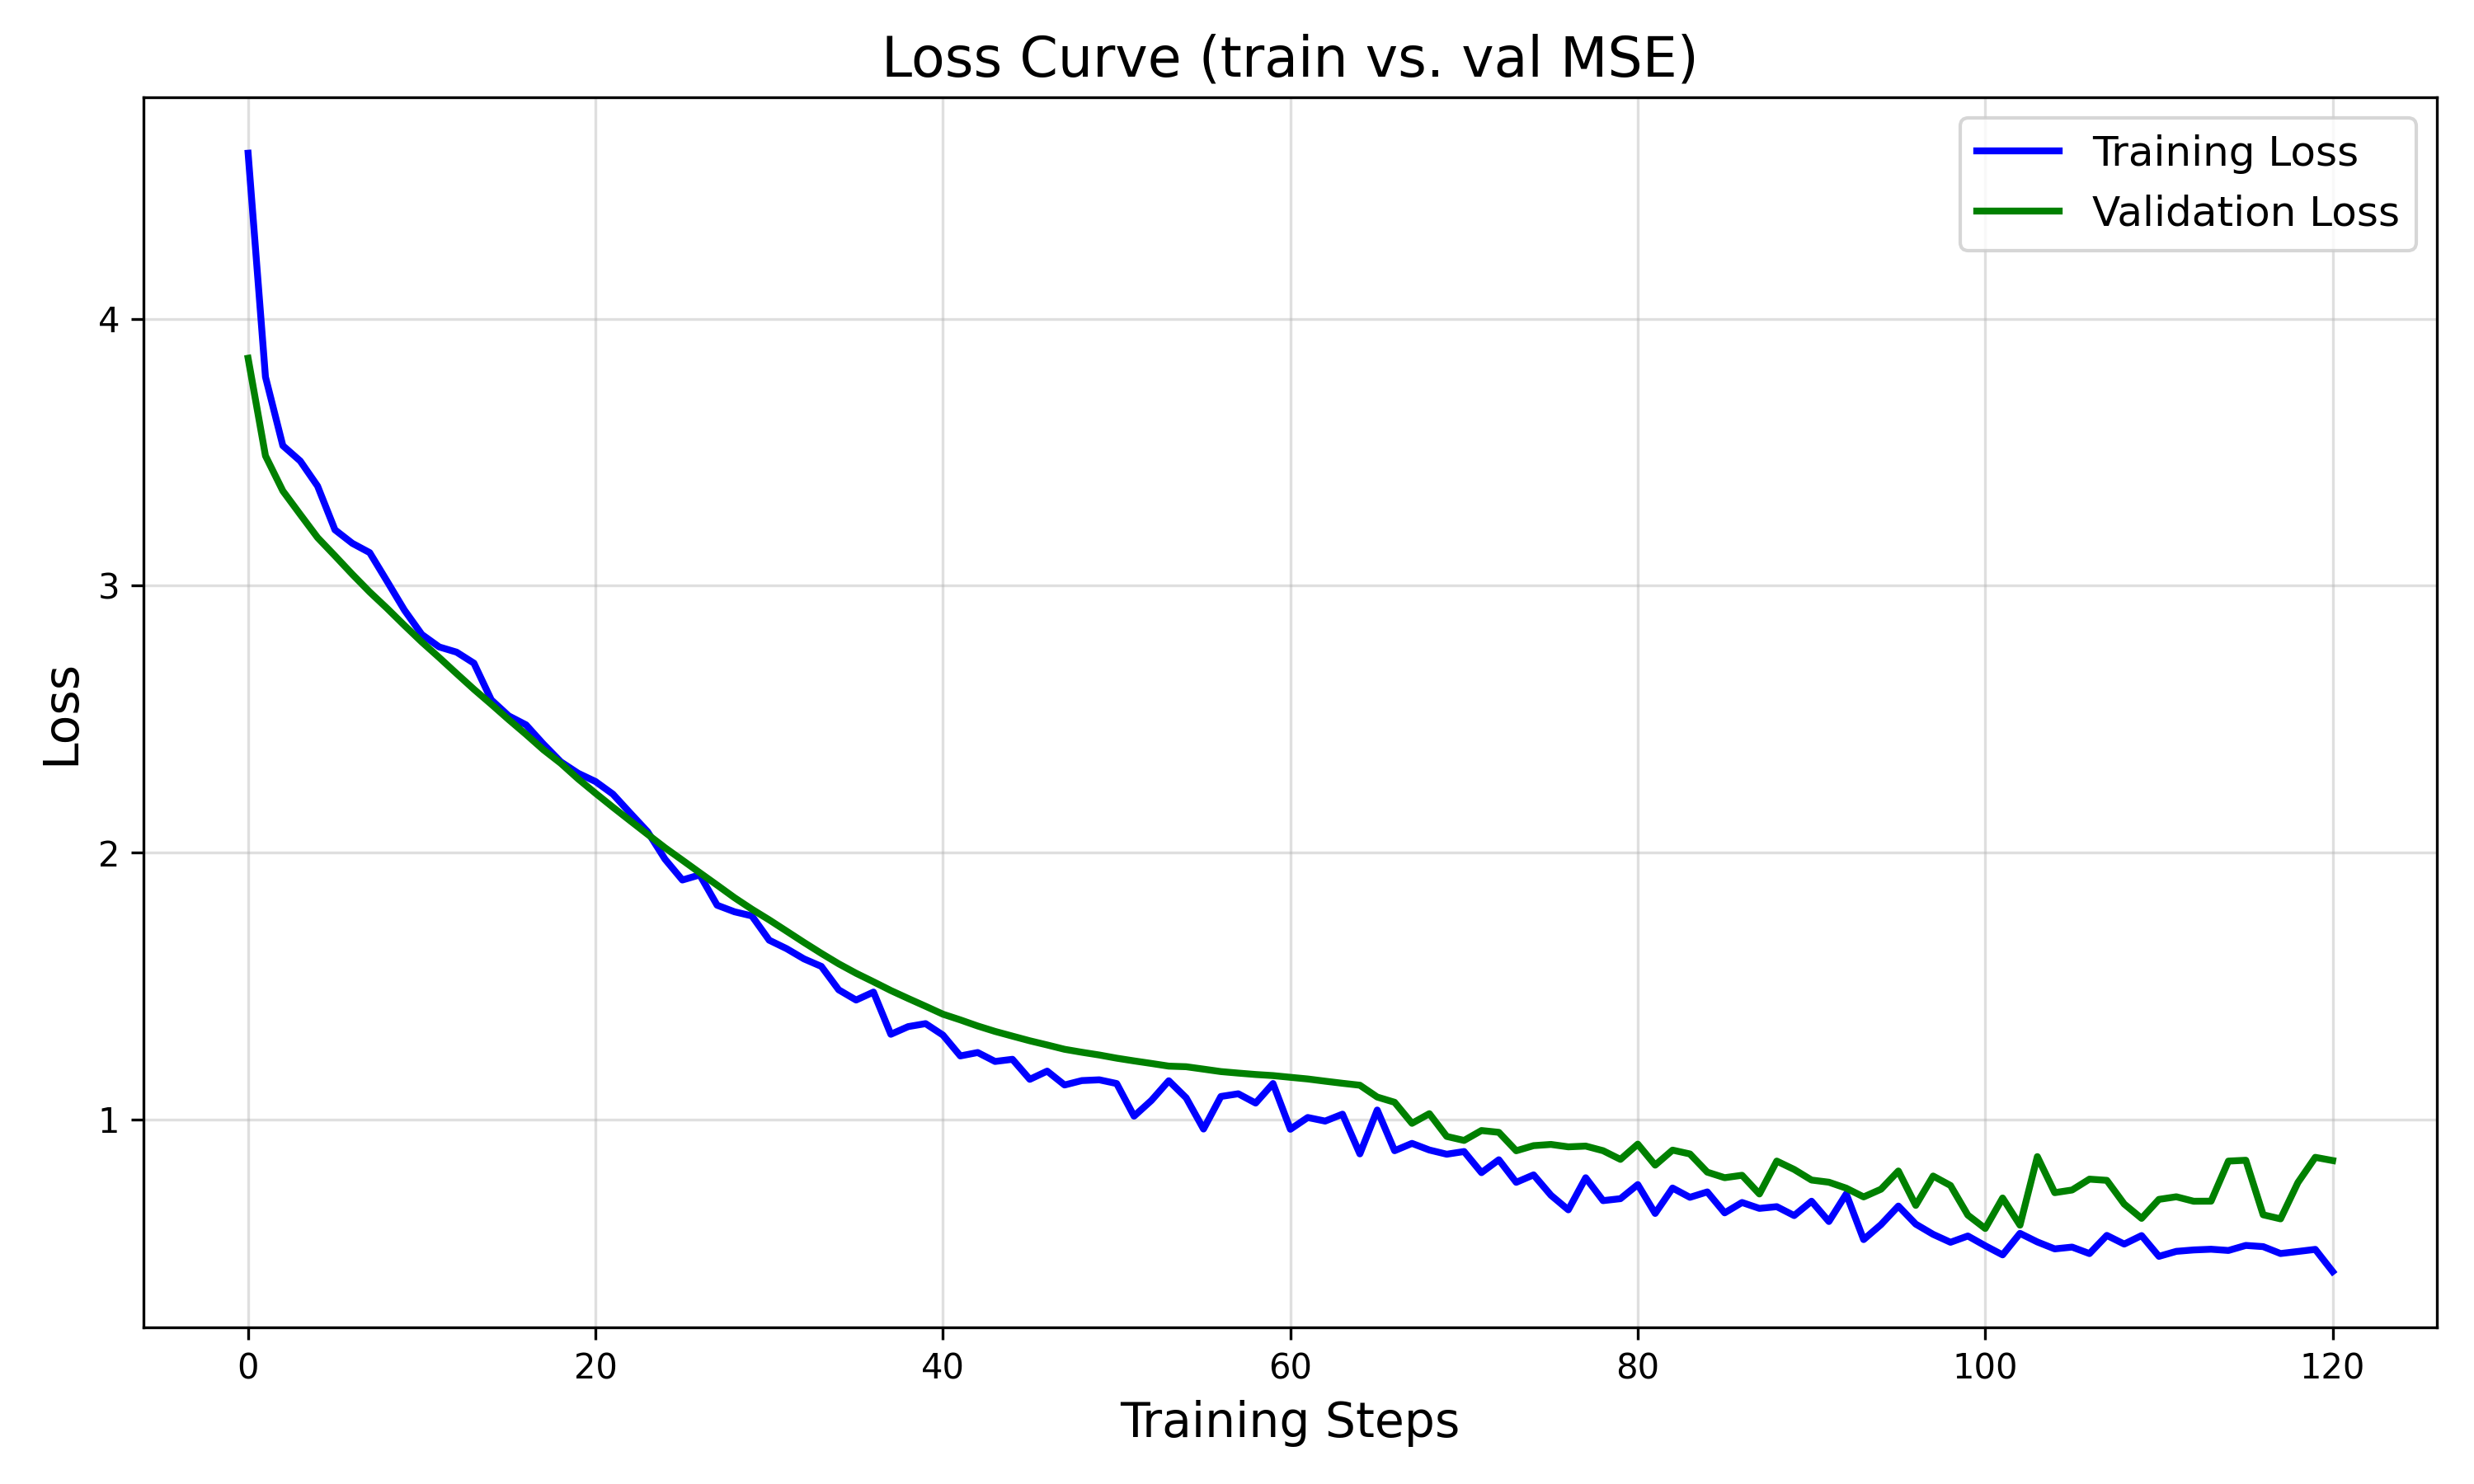 Loss Curve (train vs. val MSE)
Training Loss
Validation Loss
4
3
2
1
Loss
0 20 40 60 80 100 120
Training Steps